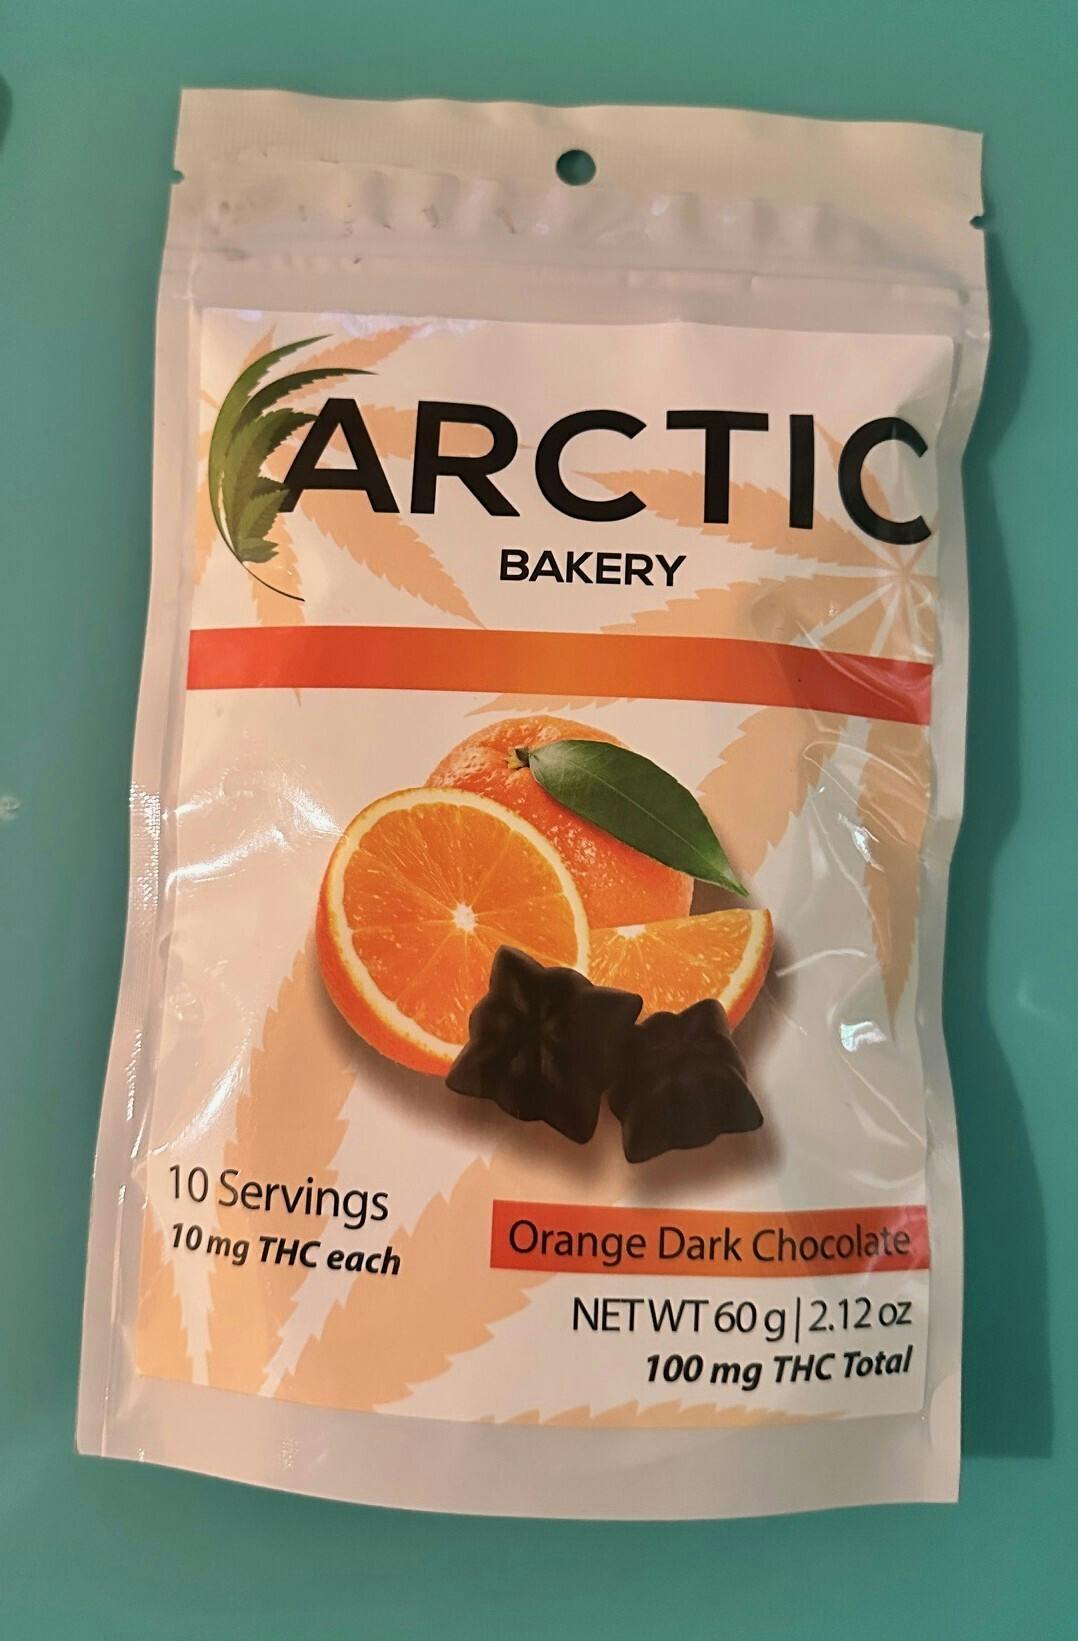 ARCTIC
BAKERY
10 Servings
10 mg THC each
Orange Dark Chocolate
NET WT 60 g | 2.12 oz
100 mg THC Total